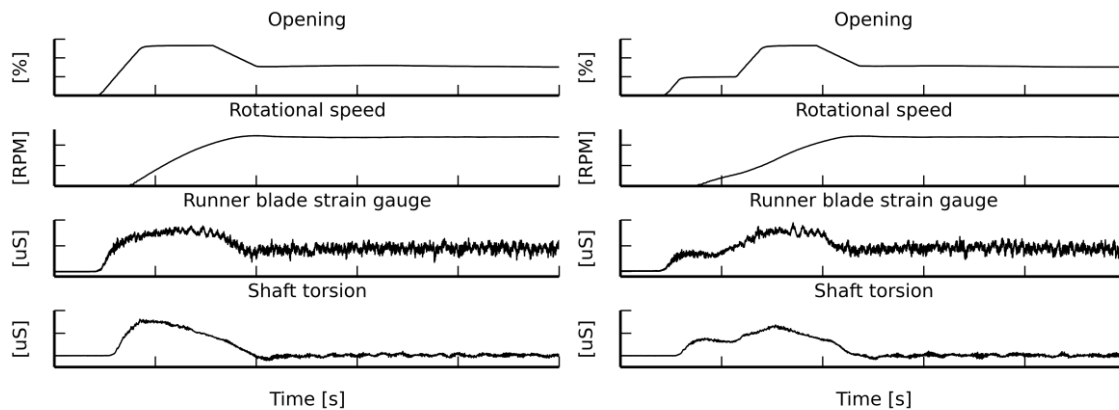 Opening
[%]
Rotational speed
[RPM]
Runner blade strain gauge
[uS]
Shaft torsion
[uS]
Time [s]
Opening
[%]
Rotational speed
[RPM]
Runner blade strain gauge
[uS]
Shaft torsion
[uS]
Time [s]